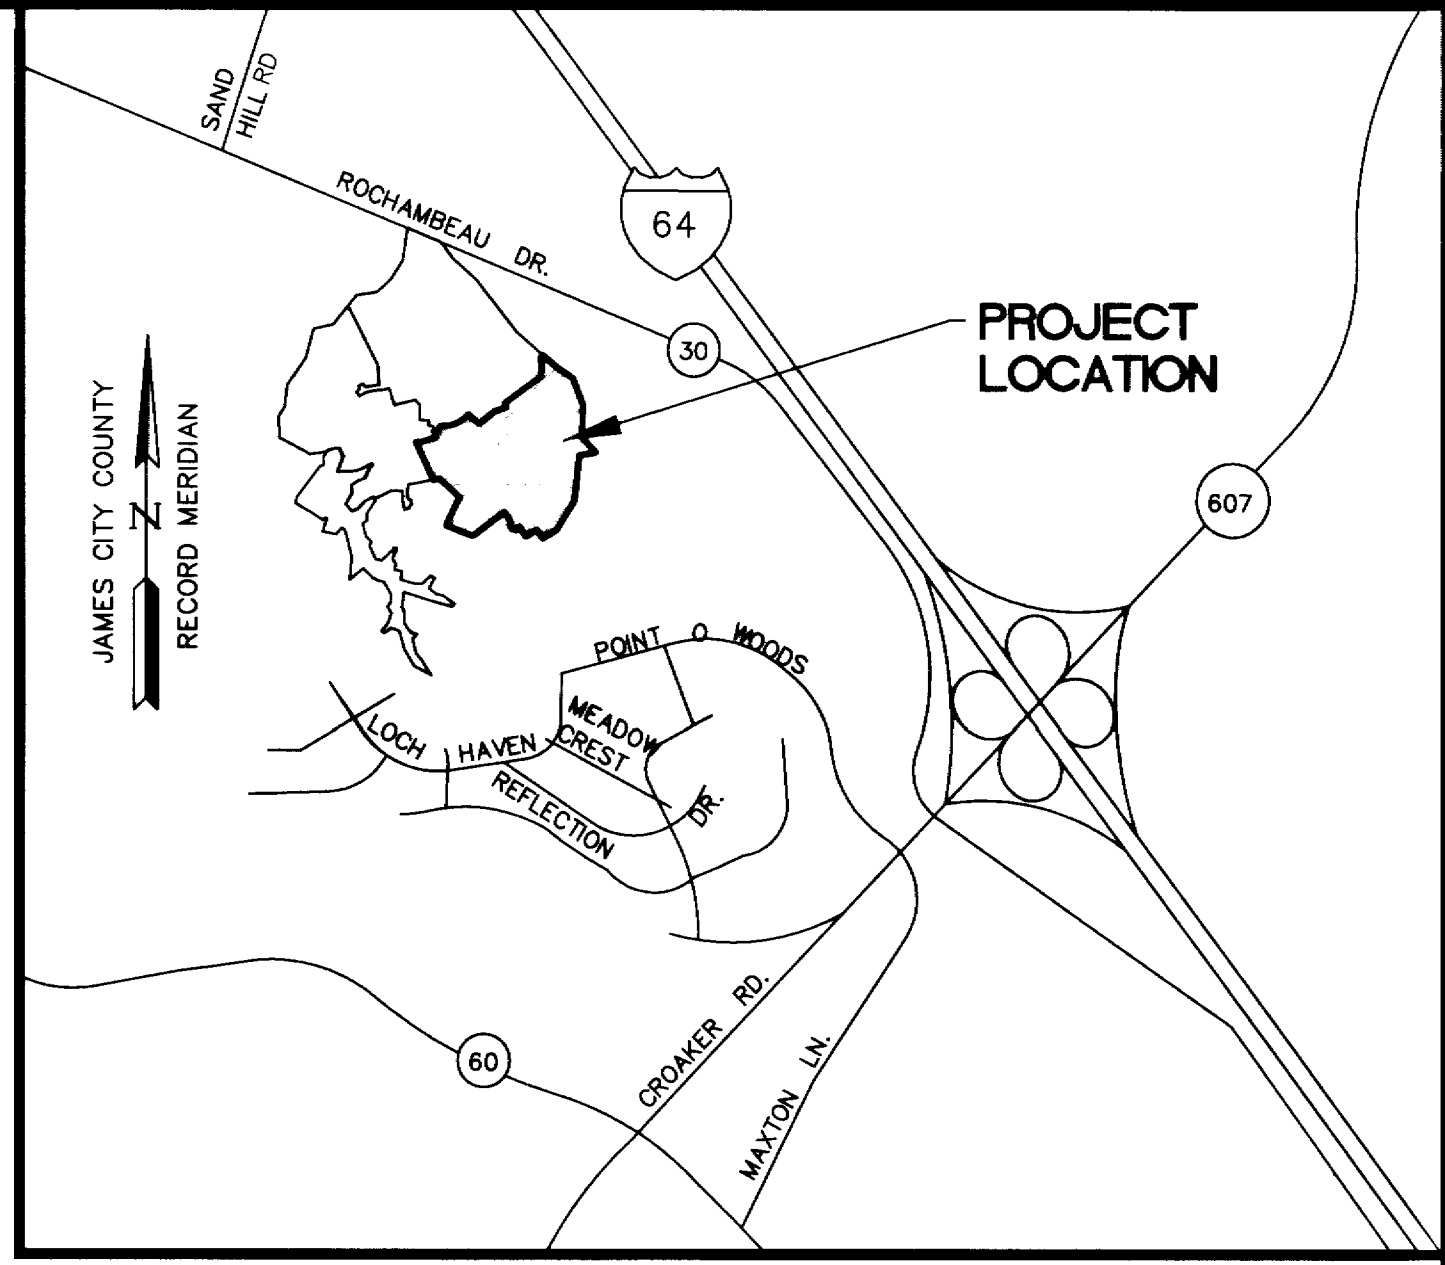 SAND
HILL RD
ROCHAMBEAU DR.
64
30
PROJECT
LOCATION
JAMES CITY COUNTY
N
RECORD MERIDIAN
607
POINT O WOODS
MEADOW
CREST
DR.
LOCH HAVEN
REFLECTION
CROAKER RD.
MAXTON LN.
60